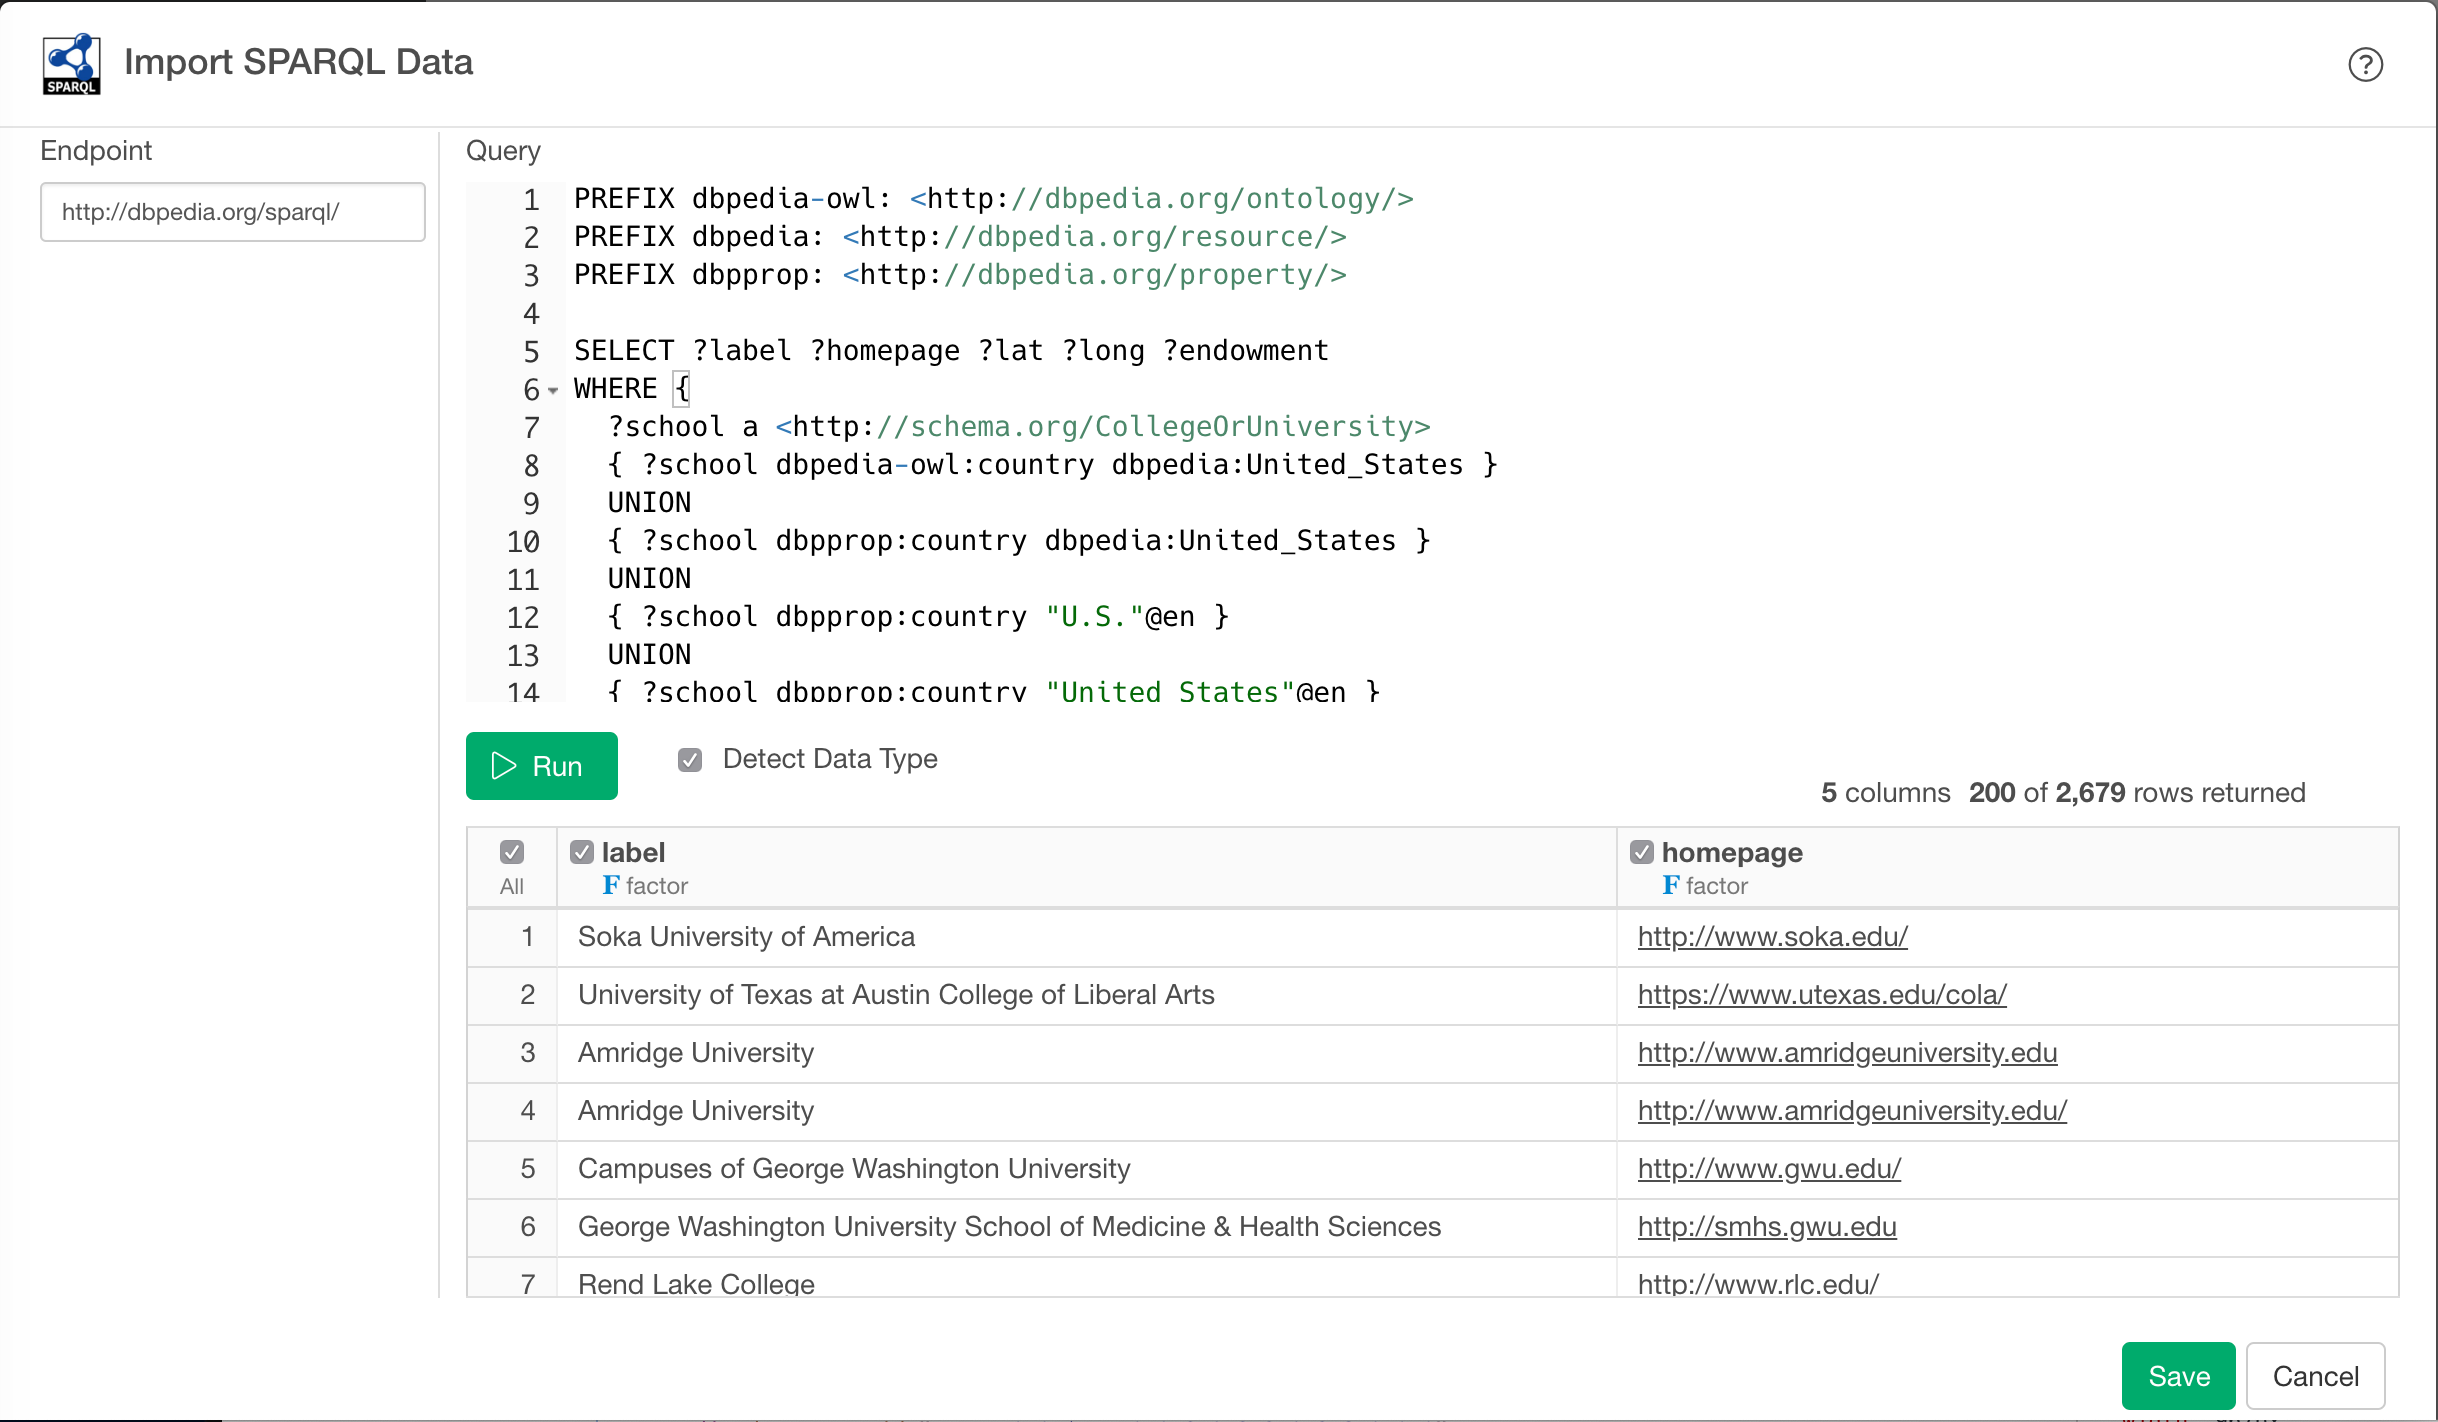 SPARQL
Import SPARQL Data
?
Endpoint
http://dbpedia.org/sparql/
Query
1 PREFIX dbpedia-owl: <http://dbpedia.org/ontology/>
2 PREFIX dbpedia: <http://dbpedia.org/resource/>
3 PREFIX dbpprop: <http://dbpedia.org/property/>
4
5 SELECT ?label ?homepage ?lat ?long ?endowment
6 WHERE {
7 ?school a <http://schema.org/CollegeOrUniversity>
8 { ?school dbpedia-owl:country dbpedia:United_States }
9 UNION
10 { ?school dbpprop:country dbpedia:United_States }
11 UNION
12 { ?school dbpprop:country "U.S."@en }
13 UNION
14 { ?school dbpprop:country "United States"@en }
Run
Detect Data Type
5 columns 200 of 2,679 rows returned
All
label
F factor
homepage
F factor
1 Soka University of America http://www.soka.edu/
2 University of Texas at Austin College of Liberal Arts https://www.utexas.edu/cola/
3 Amridge University http://www.amridgeuniversity.edu
4 Amridge University http://www.amridgeuniversity.edu/
5 Campuses of George Washington University http://www.gwu.edu/
6 George Washington University School of Medicine & Health Sciences http://smhs.gwu.edu
7 Rend Lake College http://www.rlc.edu/
Save
Cancel